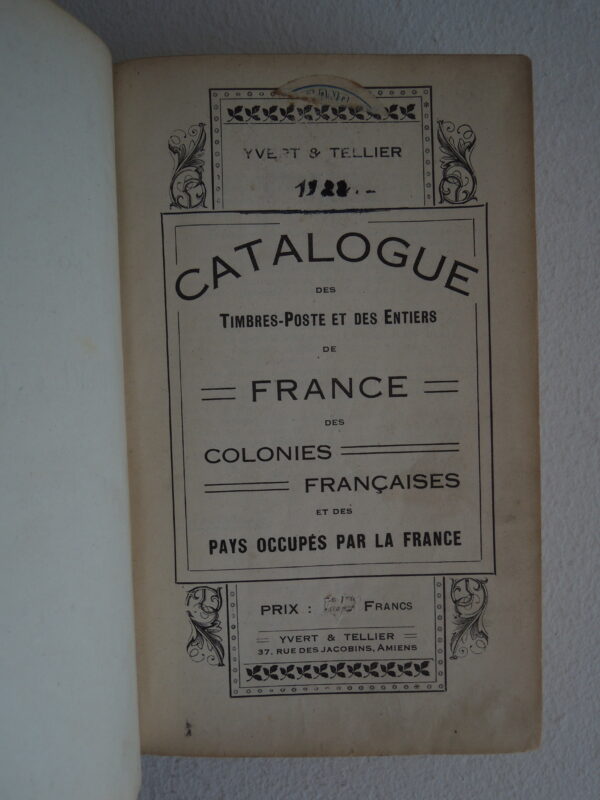 YVERT & TELLIER
1922.-
CATALOGUE
DES
TIMBRES-POSTE ET DES ENTIERS
DE
FRANCE
DES
COLONIES
FRANÇAISES
ET DES
PAYS OCCUPÉS PAR LA FRANCE
PRIX : FRANCS
YVERT & TELLIER
37, RUE DES JACOBINS, AMIENS